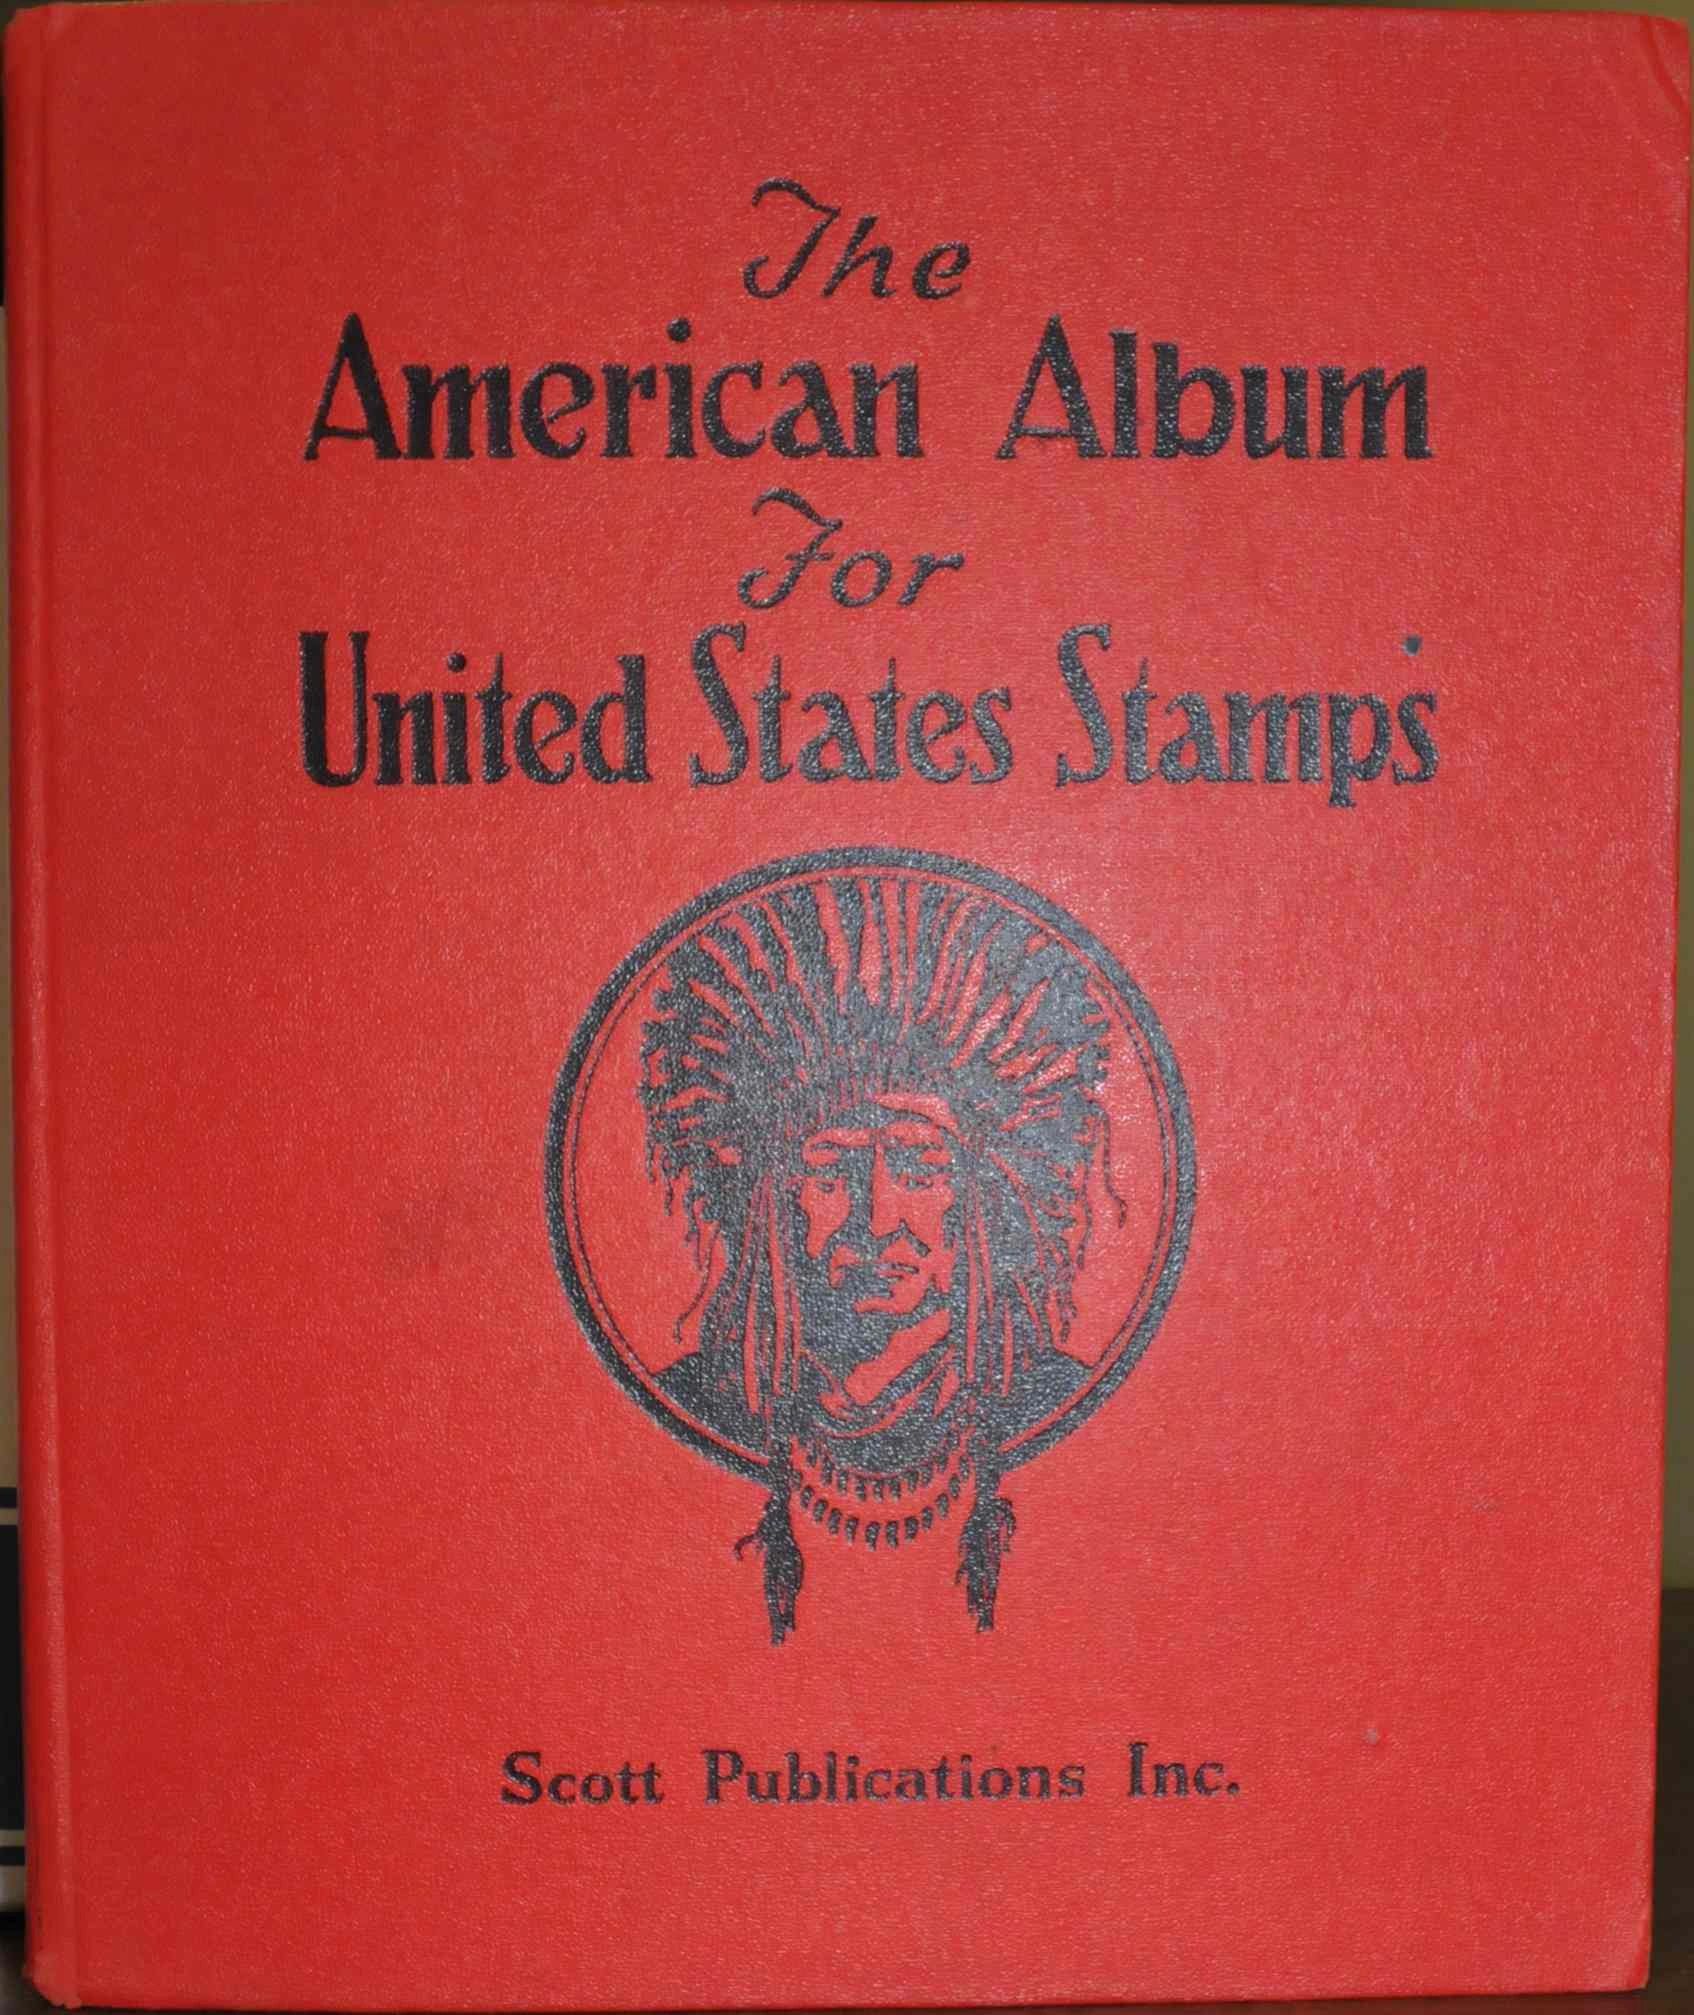 The
American Album
For
United States Stamps
Scott Publications Inc.